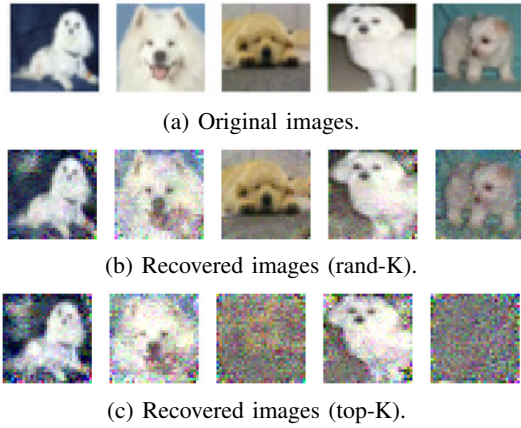 (a) Original images.
(b) Recovered images (rand-K).
(c) Recovered images (top-K).